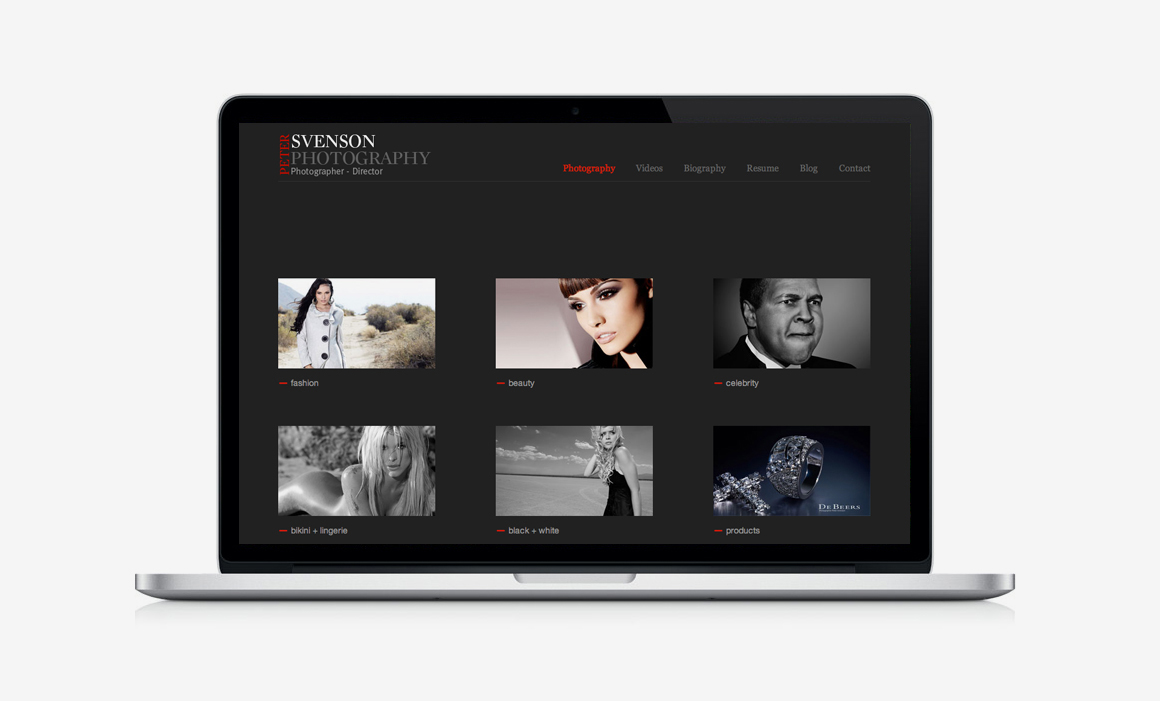 PETER
SVENSON
PHOTOGRAPHY
Photographer - Director
Photography Videos Biography Resume Blog Contact
fashion beauty celebrity
DE BEERS
bikini + lingerie black + white products